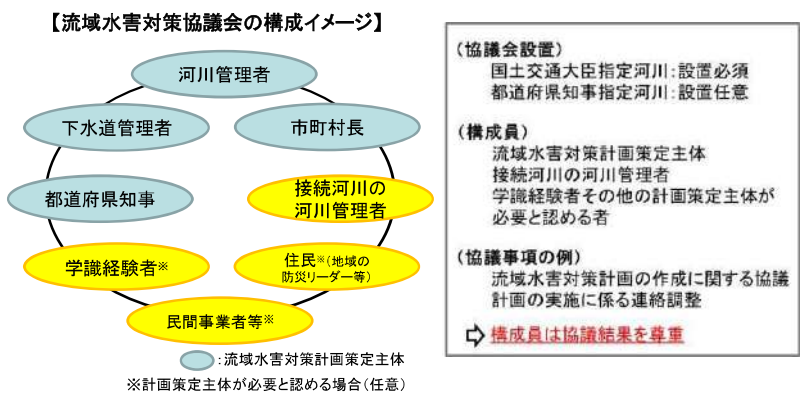 【流域水害対策協議会の構成イメージ】
河川管理者
下水道管理者
市町村長
都道府県知事
接続河川の
河川管理者
学識経験者※
住民※(地域の
防災リーダー等)
民間事業者等※
:流域水害対策計画策定主体
※計画策定主体が必要と認める場合(任意)
(協議会設置)
国土交通大臣指定河川:設置必須
都道府県知事指定河川:設置任意
(構成員)
流域水害対策計画策定主体
接続河川の河川管理者
学識経験者その他の計画策定主体が
必要と認める者
(協議事項の例)
流域水害対策計画の作成に関する協議
計画の実施に係る連絡調整
⇨ 構成員は協議結果を尊重